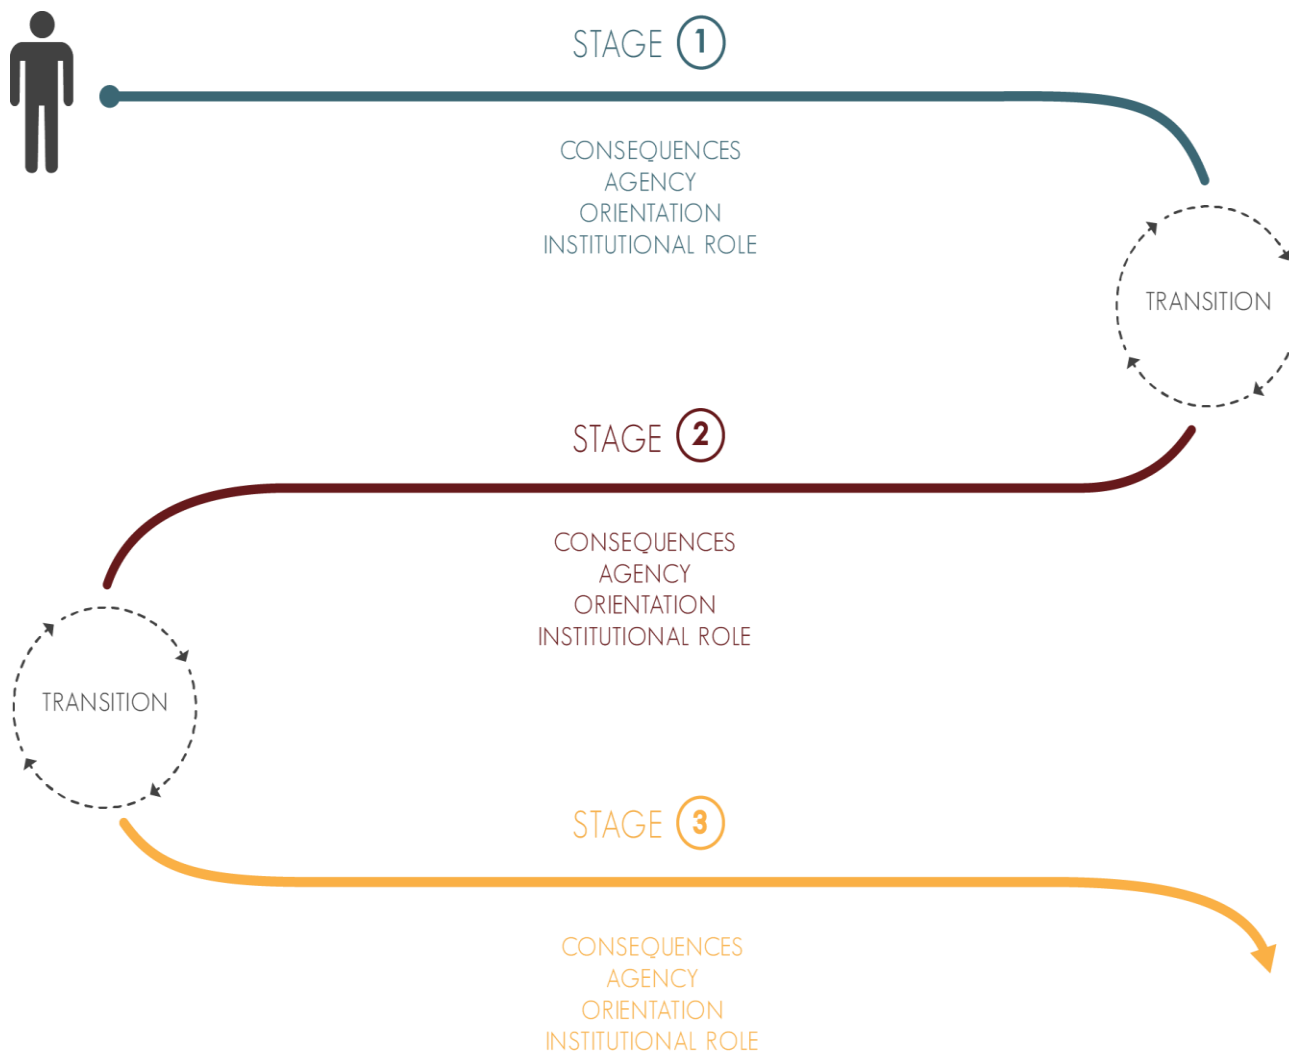 STAGE 1
CONSEQUENCES
AGENCY
ORIENTATION
INSTITUTIONAL ROLE
TRANSITION
STAGE 2
CONSEQUENCES
AGENCY
ORIENTATION
INSTITUTIONAL ROLE
TRANSITION
STAGE 3
CONSEQUENCES
AGENCY
ORIENTATION
INSTITUTIONAL ROLE